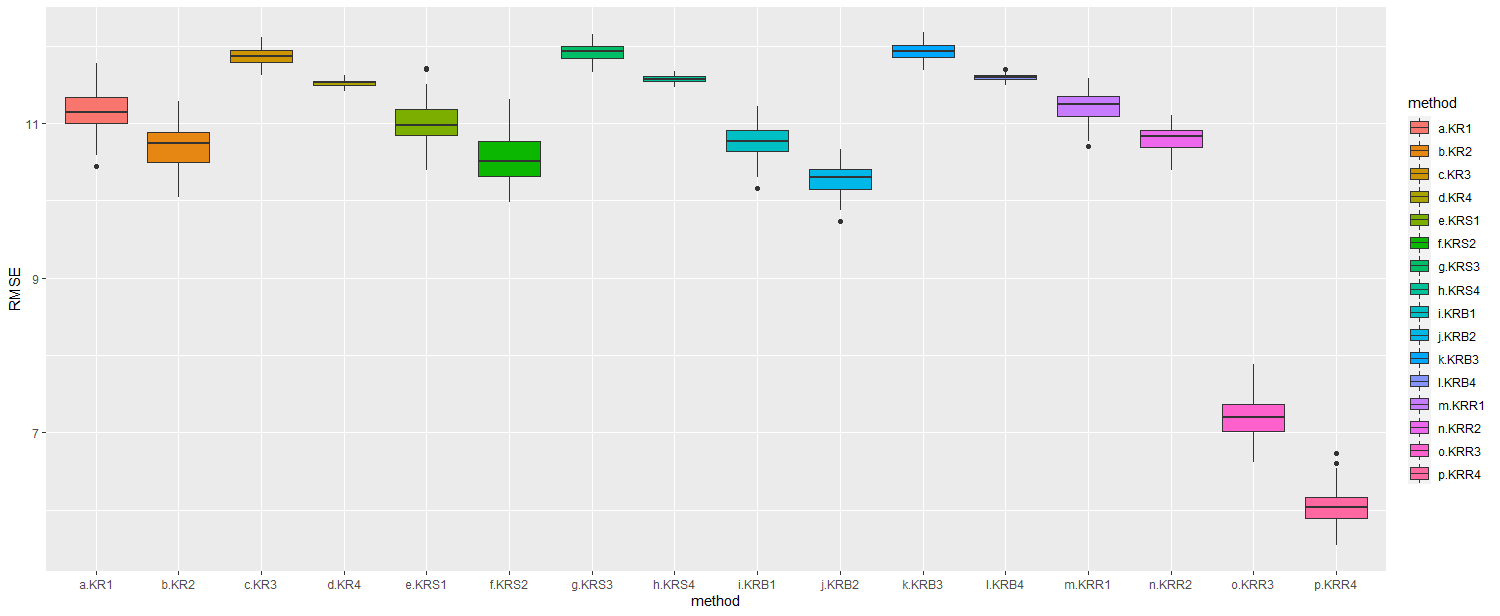 RMSE
11
9
7
a.KR1 b.KR2 c.KR3 d.KR4 e.KRS1 f.KRS2 g.KRS3 h.KRS4 i.KRB1 j.KRB2 k.KRB3 l.KRB4 m.KRR1 n.KRR2 o.KRR3 p.KRR4
method
method
a.KR1
b.KR2
c.KR3
d.KR4
e.KRS1
f.KRS2
g.KRS3
h.KRS4
i.KRB1
j.KRB2
k.KRB3
l.KRB4
m.KRR1
n.KRR2
o.KRR3
p.KRR4